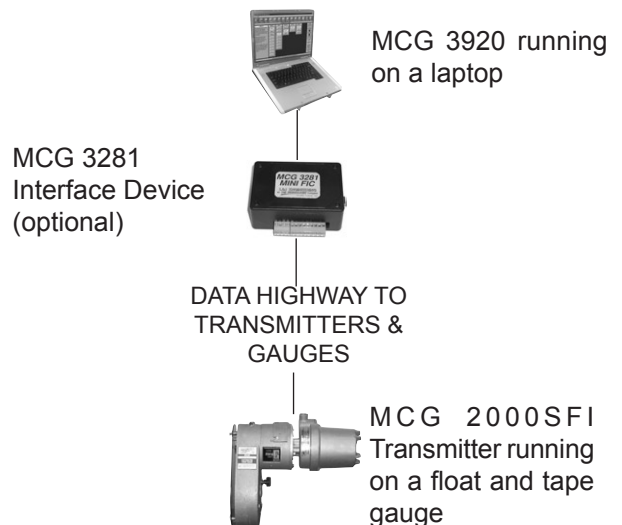 MCG 3920 running
on a laptop
MCG 3281
Interface Device
(optional)
MCG 3281
MINI FIC
DATA HIGHWAY TO
TRANSMITTERS &
GAUGES
MCG 2000SFI
Transmitter running
on a float and tape
gauge